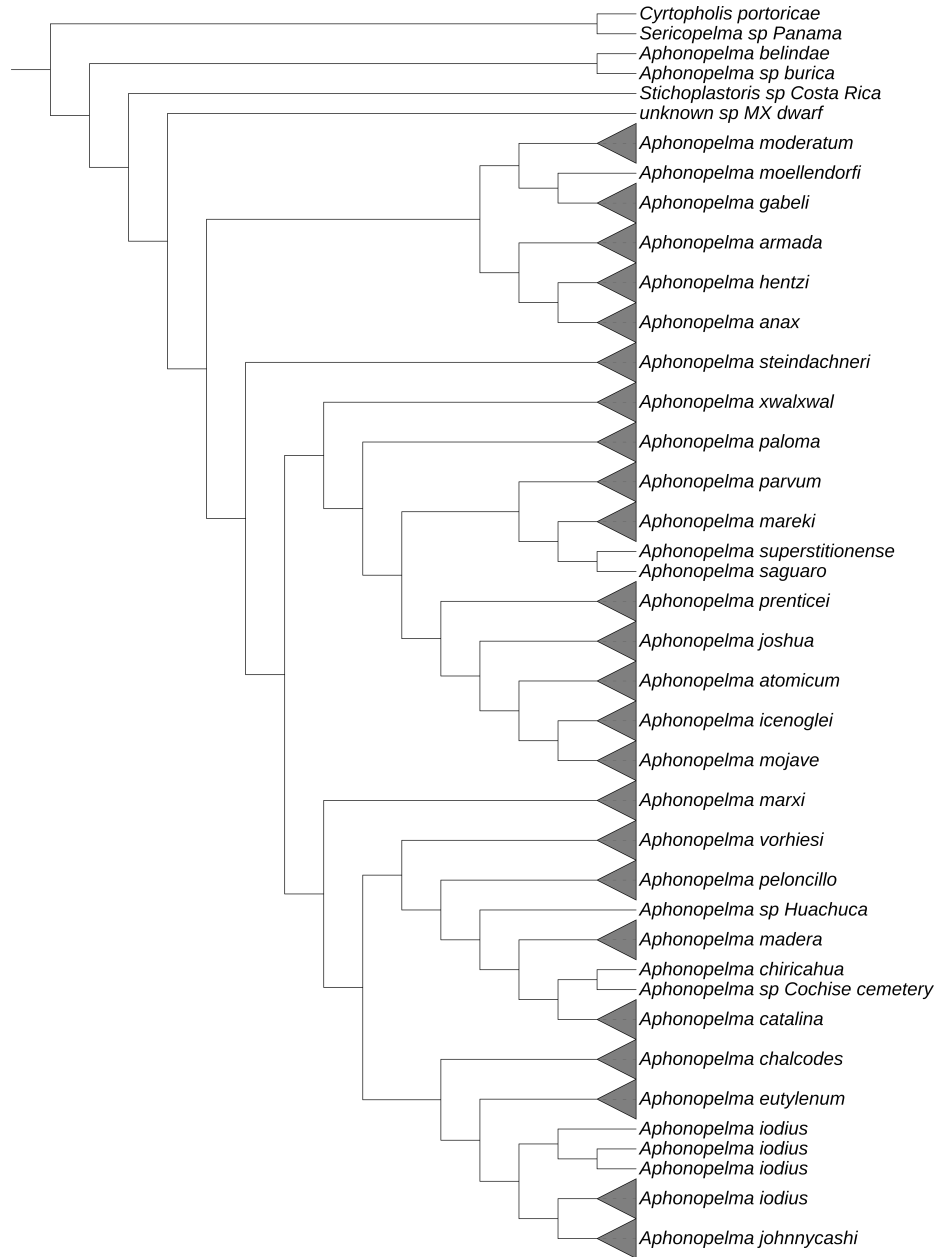 Cyrtopholis portoricae
Sericopelma sp Panama
Aphonopelma belindae
Aphonopelma sp burica
Stichoplastoris sp Costa Rica
unknown sp MX dwarf
Aphonopelma moderatum
Aphonopelma moellendorfi
Aphonopelma gabeli
Aphonopelma armada
Aphonopelma hentzi
Aphonopelma anax
Aphonopelma steindachneri
Aphonopelma xwalxwal
Aphonopelma paloma
Aphonopelma parvum
Aphonopelma mareki
Aphonopelma superstitionense
Aphonopelma saguaro
Aphonopelma prenticei
Aphonopelma joshua
Aphonopelma atomicum
Aphonopelma icenoglei
Aphonopelma mojave
Aphonopelma marxi
Aphonopelma vorhiesi
Aphonopelma peloncillo
Aphonopelma sp Huachuca
Aphonopelma madera
Aphonopelma chiricahua
Aphonopelma sp Cochise cemetery
Aphonopelma catalina
Aphonopelma chalcodes
Aphonopelma eutylenum
Aphonopelma iodius
Aphonopelma iodius
Aphonopelma iodius
Aphonopelma iodius
Aphonopelma johnnycashi